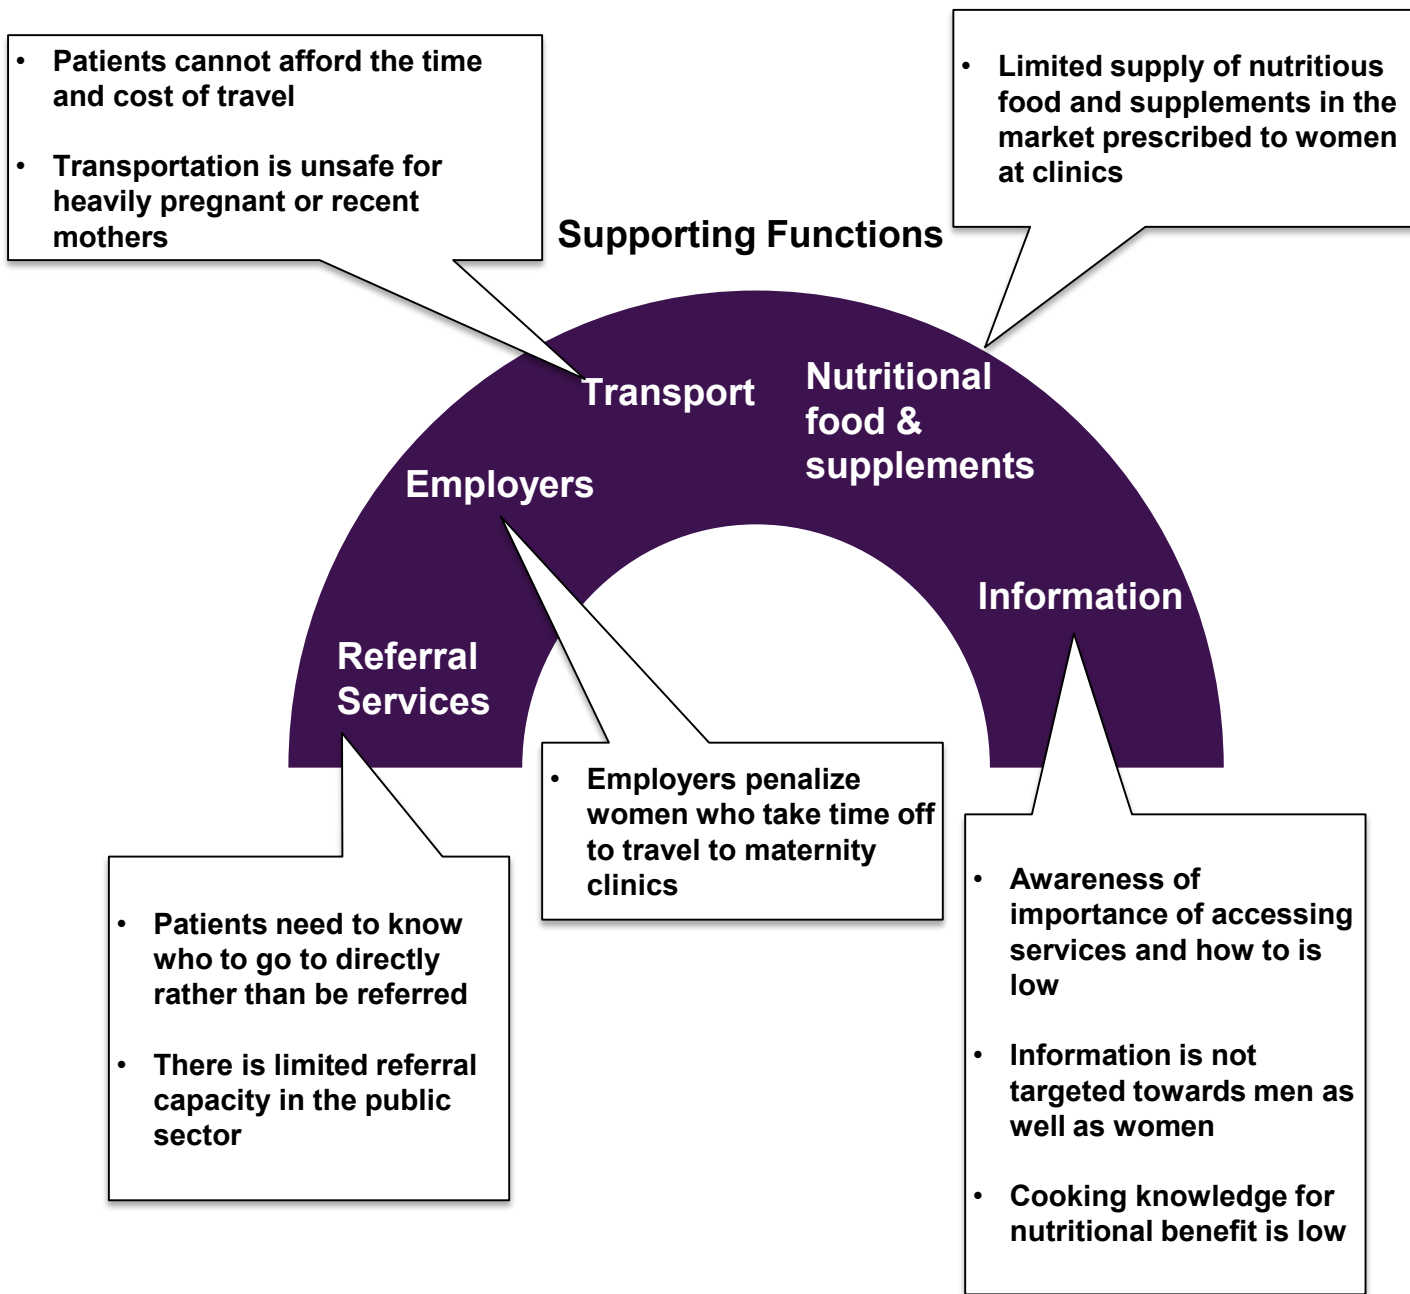 • Patients cannot afford the time
and cost of travel
• Transportation is unsafe for
heavily pregnant or recent
mothers
• Limited supply of nutritious
food and supplements in the
market prescribed to women
at clinics
Supporting Functions
Transport
Nutritional
food &
supplements
Employers
Information
Referral
Services
• Employers penalize
women who take time off
to travel to maternity
clinics
• Patients need to know
who to go to directly
rather than be referred
• There is limited referral
capacity in the public
sector
• Awareness of
importance of accessing
services and how to is
low
• Information is not
targeted towards men as
well as women
• Cooking knowledge for
nutritional benefit is low